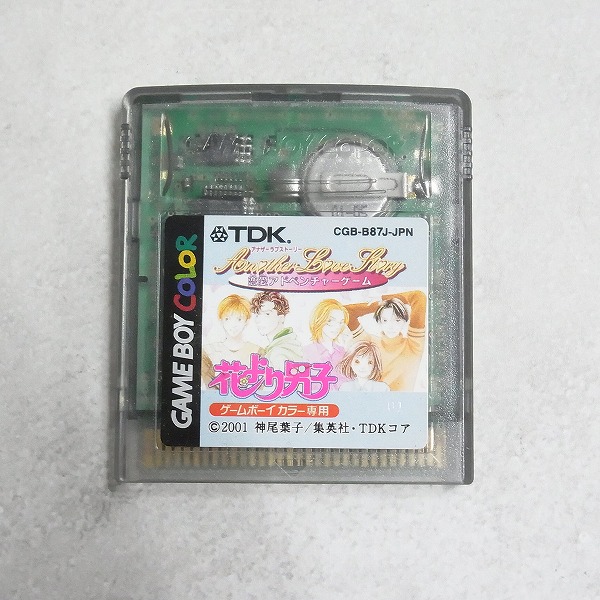 TDK.
CGB-B87J-JPN
アナザーラブストーリー
Another Love Story
恋愛アドベンチャーゲーム
GAME BOY COLOR
花より男子
ゲームボーイカラー専用
©2001 神尾葉子/集英社・TDKコア